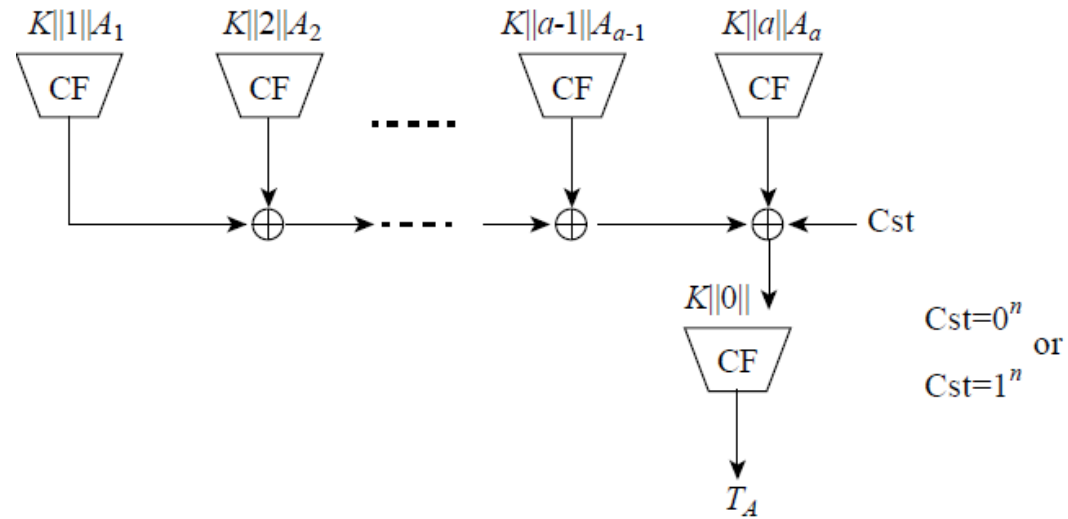 K||1||A₁ K||2||A₂ K||a-1||Aₐ₋₁ K||a||Aₐ
CF CF CF CF
Cst
K||0||
CF
Cst=0ⁿ
or
Cst=1ⁿ
T_A